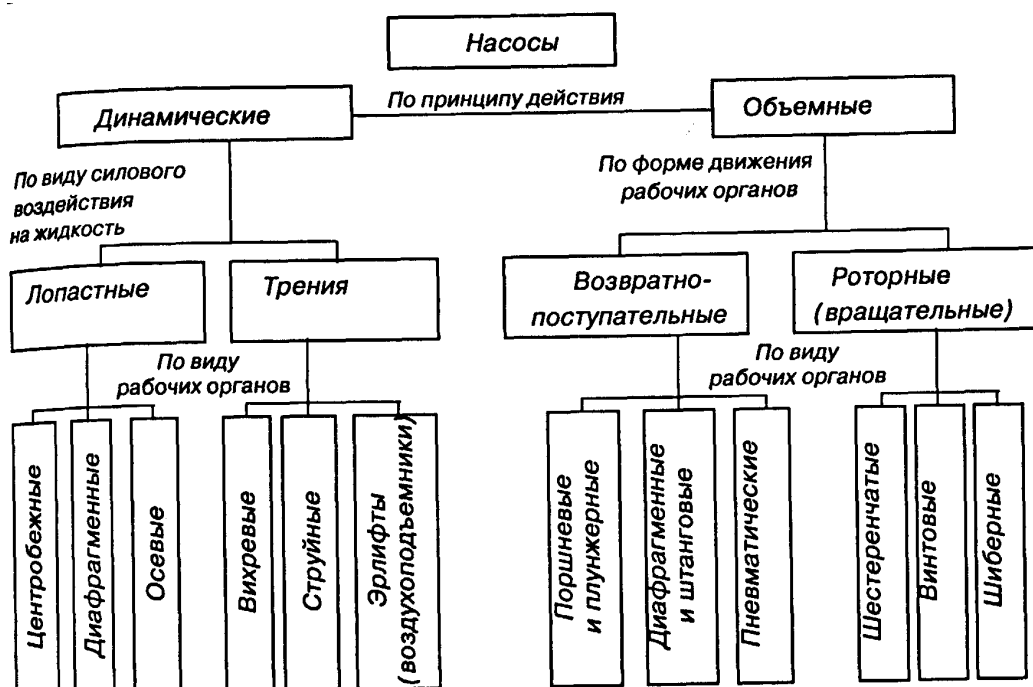 Насосы
По принципу действия
Динамические
Объемные
По виду силового
воздействия
на жидкость
По форме движения
рабочих органов
Лопастные
Трения
Возвратно-
поступательные
Роторные
(вращательные)
По виду
рабочих органов
По виду
рабочих органов
Центробежные
Диафрагменные
Осевые
Вихревые
Струйные
Эрлифты
(воздухоподъемники)
Поршневые
и плунжерные
Диафрагменные
и штанговые
Пневматические
Шестеренчатые
Винтовые
Шиберные